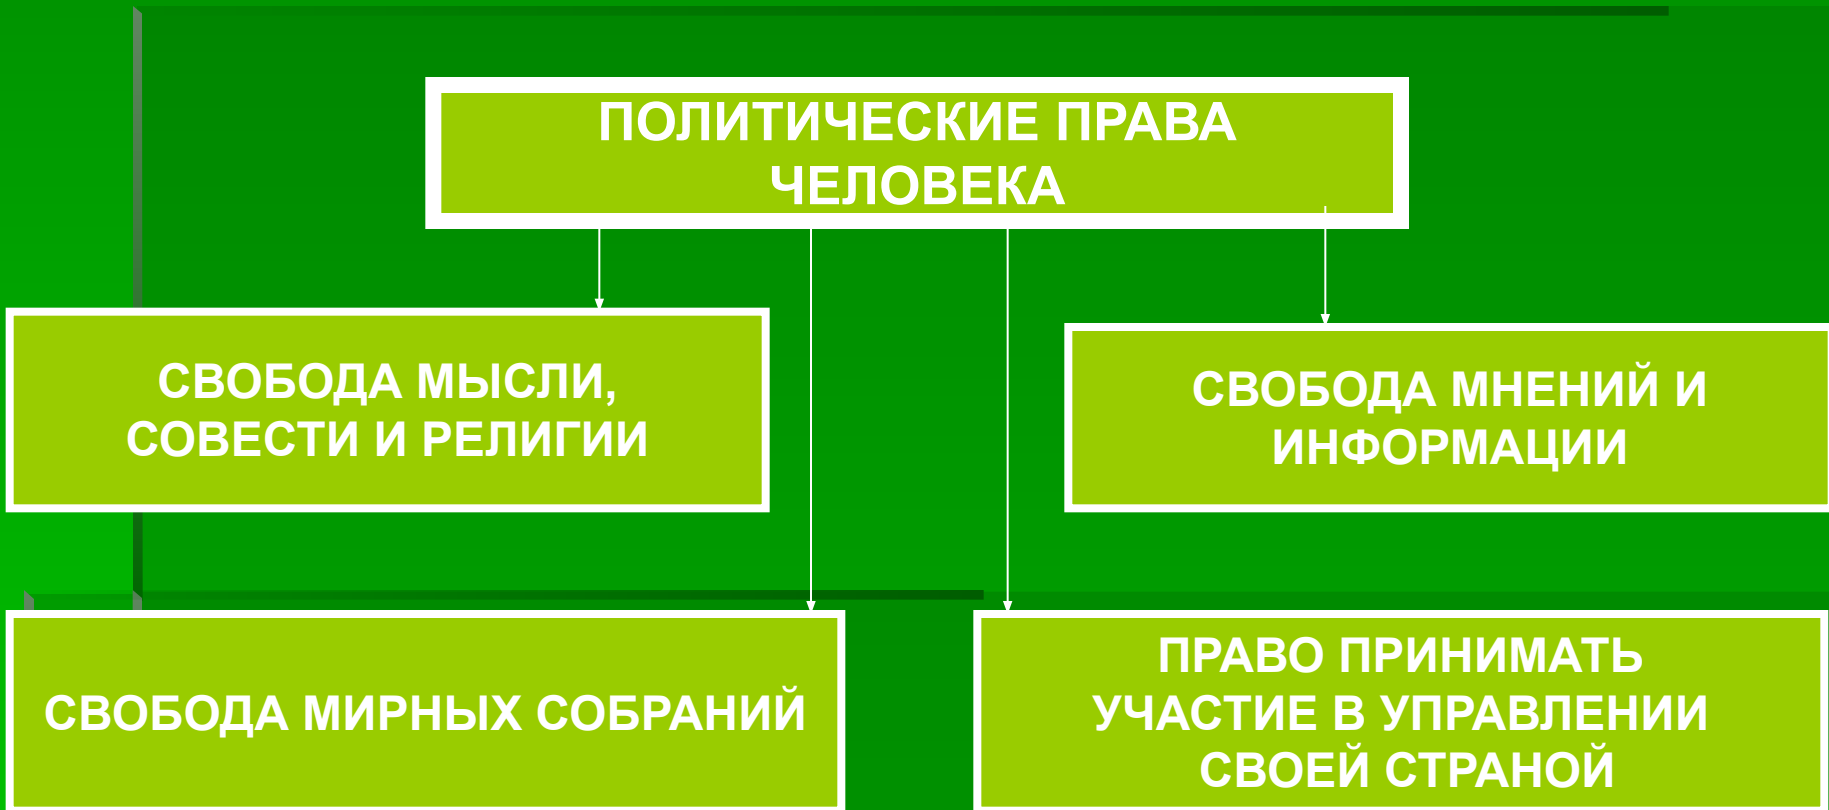 ПОЛИТИЧЕСКИЕ ПРАВА
ЧЕЛОВЕКА
СВОБОДА МЫСЛИ,
СОВЕСТИ И РЕЛИГИИ
СВОБОДА МНЕНИЙ И
ИНФОРМАЦИИ
СВОБОДА МИРНЫХ СОБРАНИЙ
ПРАВО ПРИНИМАТЬ
УЧАСТИЕ В УПРАВЛЕНИИ
СВОЕЙ СТРАНОЙ